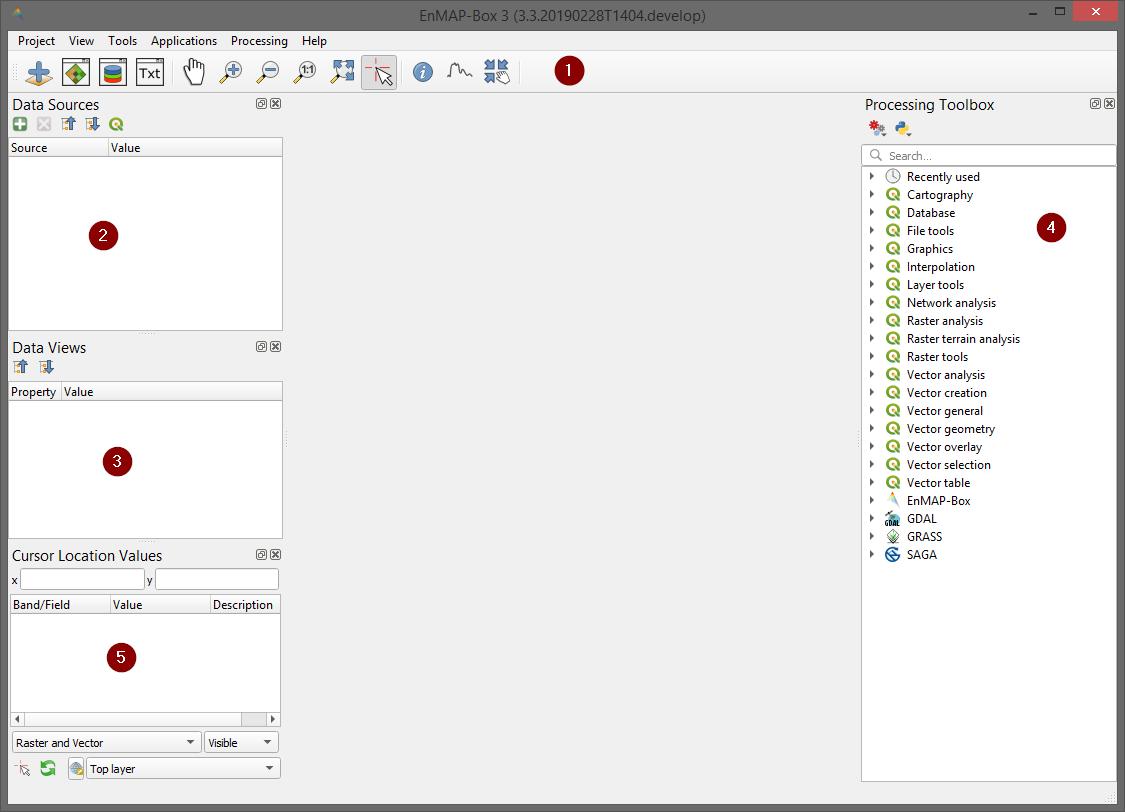 EnMAP-Box 3 (3.3.20190228T1404.develop)
Project View Tools Applications Processing Help
Txt 1:1 i 1
Data Sources
Source Value
2
Data Views
Property Value
3
Cursor Location Values
x y
Band/Field Value Description
5
Raster and Vector Visible
Top layer
Processing Toolbox
Search...
Recently used
Cartography
Database
File tools
4
Graphics
Interpolation
Layer tools
Network analysis
Raster analysis
Raster terrain analysis
Raster tools
Vector analysis
Vector creation
Vector general
Vector geometry
Vector overlay
Vector selection
Vector table
EnMAP-Box
GDAL GDAL
GRASS
SAGA